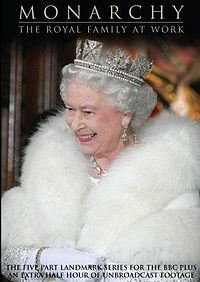 MONARCHY
THE ROYAL FAMILY AT WORK
THE FIVE PART LANDMARK SERIES FOR THE BBC PLUS
AN EXTRA HALF HOUR OF UNBROADCAST FOOTAGE